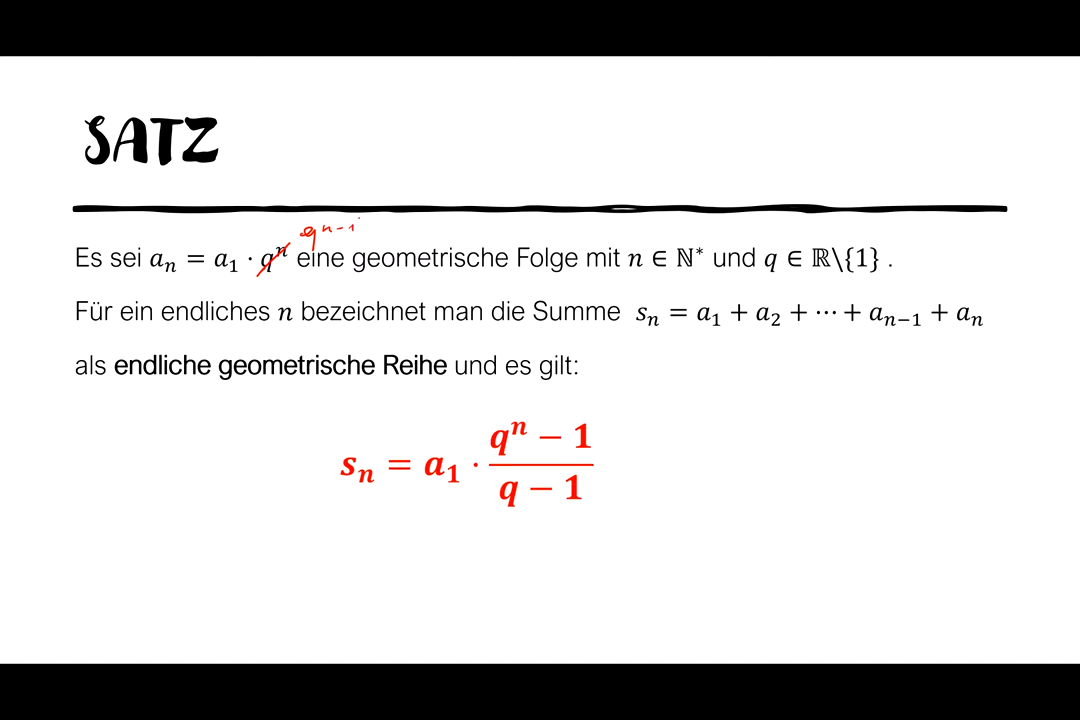 SATZ
q^{n-1}
Es sei aₙ = a₁ · qⁿ eine geometrische Folge mit n ∈ ℕ* und q ∈ ℝ\{1} .
Für ein endliches n bezeichnet man die Summe sₙ = a₁ + a₂ + ⋯ + aₙ₋₁ + aₙ
als endliche geometrische Reihe und es gilt:
sₙ = a₁ · (qⁿ − 1)/(q − 1)